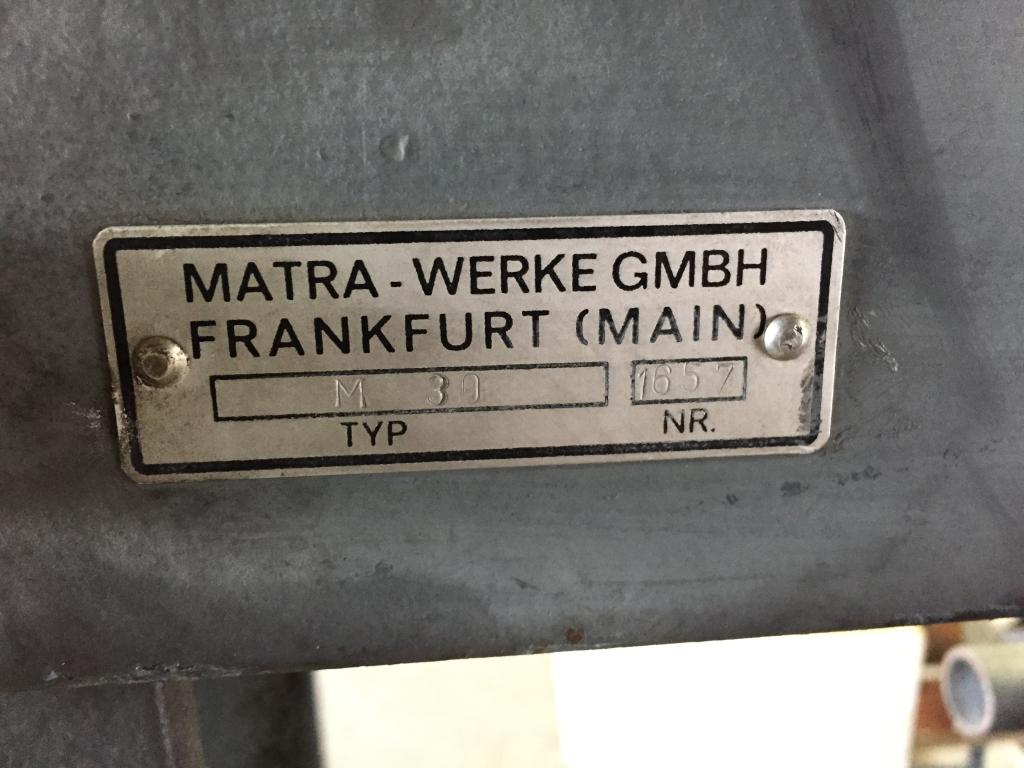 MATRA - WERKE GMBH
FRANKFURT (MAIN)
M 30 1657
TYP NR.